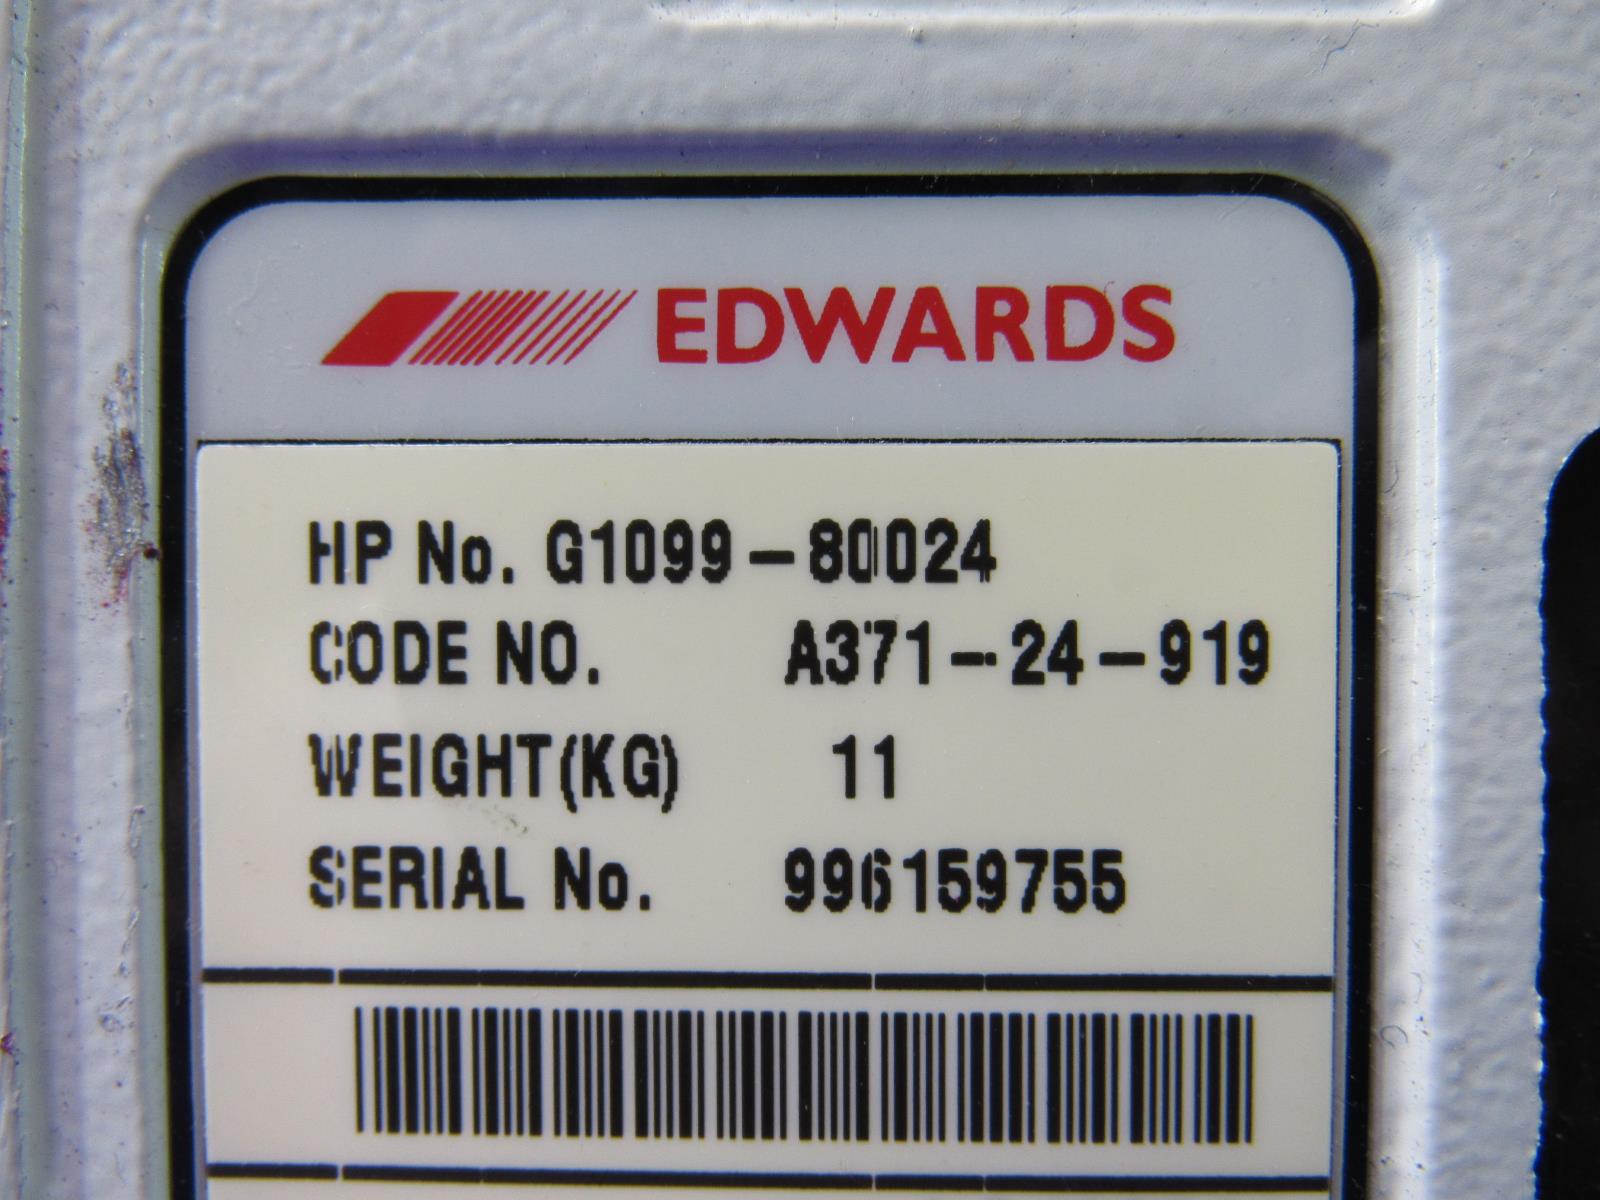 EDWARDS
HP No. G1099-80024
CODE NO. A371-24-919
WEIGHT(KG) 11
SERIAL No. 996159755